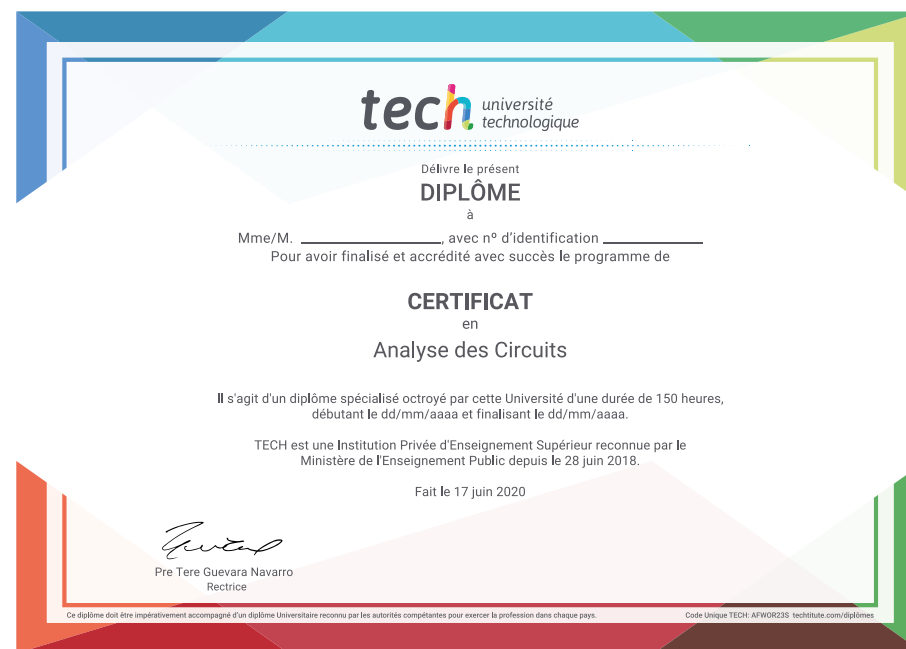 tech université
technologique
Délivre le présent
DIPLÔME
à
Mme/M. ____________________, avec nº d'identification ______________
Pour avoir finalisé et accrédité avec succès le programme de
CERTIFICAT
en
Analyse des Circuits
Il s'agit d'un diplôme spécialisé octroyé par cette Université d'une durée de 150 heures,
débutant le dd/mm/aaaa et finalisant le dd/mm/aaaa.
TECH est une Institution Privée d'Enseignement Supérieur reconnue par le
Ministère de l'Enseignement Public depuis le 28 juin 2018.
Fait le 17 juin 2020
Pre Tere Guevara Navarro
Rectrice
Ce diplôme doit être impérativement accompagné d'un diplôme Universitaire reconnu par les autorités compétantes pour exercer la profession dans chaque pays.
Code Unique TECH: AFWOR23S techtitute.com/diplômes